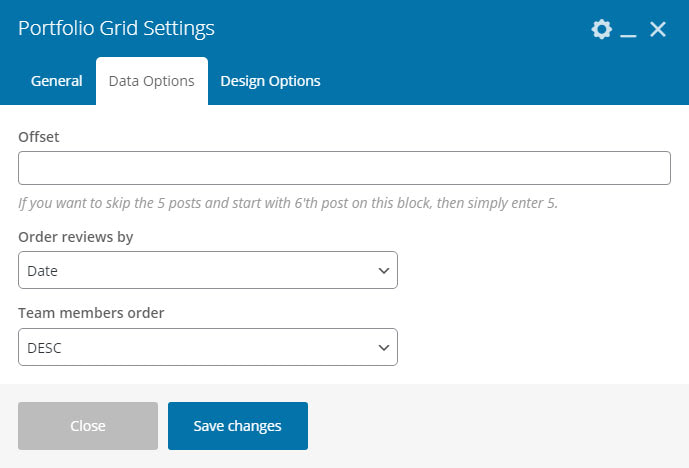 Portfolio Grid Settings
General Data Options Design Options
Offset
If you want to skip the 5 posts and start with 6'th post on this block, then simply enter 5.
Order reviews by
Date
Team members order
DESC
Close Save changes